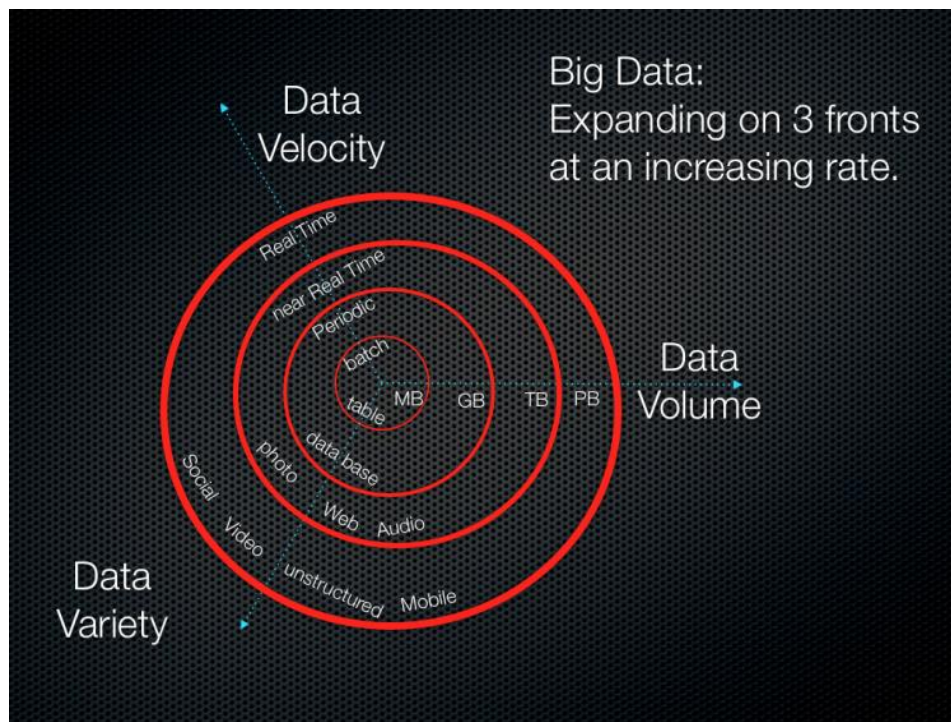 Big Data:
Expanding on 3 fronts
at an increasing rate.
Data
Velocity
Real Time
near Real Time
Periodic
batch
Data
Volume
MB
GB
TB
PB
table
data base
photo
Web
Audio
Social
Video
unstructured
Mobile
Data
Variety